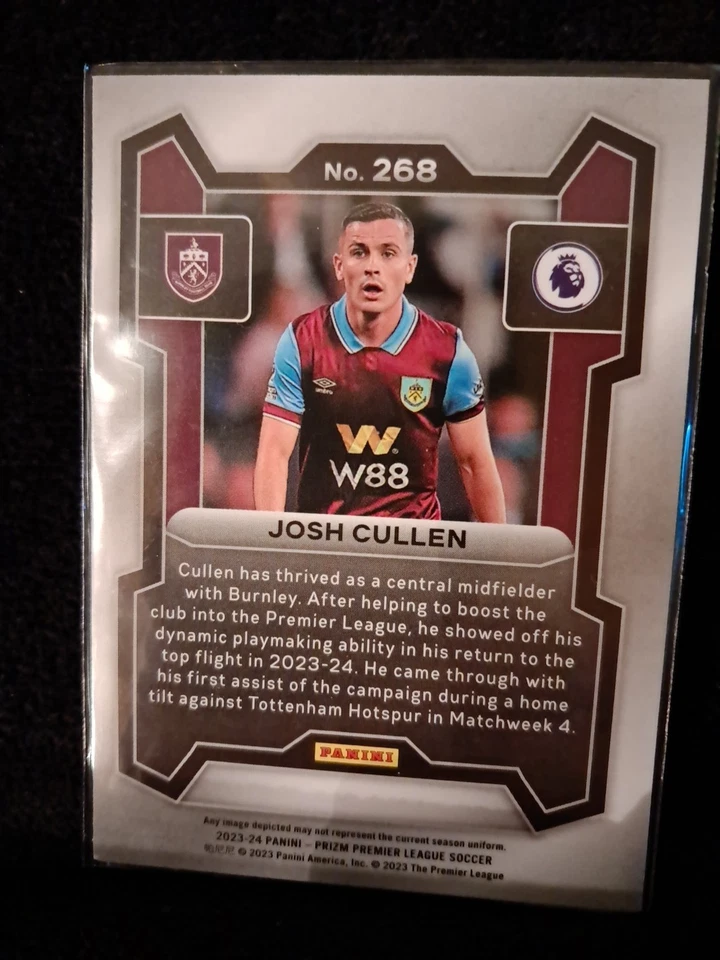 No. 268
umbro
W88
JOSH CULLEN
Cullen has thrived as a central midfielder
with Burnley. After helping to boost the
club into the Premier League, he showed off his
dynamic playmaking ability in his return to the
top flight in 2023-24. He came through with
his first assist of the campaign during a home
tilt against Tottenham Hotspur in Matchweek 4.
PANINI
Any image depicted may not represent the current season uniform.
2023-24 PANINI – PRIZM PREMIER LEAGUE SOCCER
© 2023 Panini America, Inc. © 2023 The Premier League